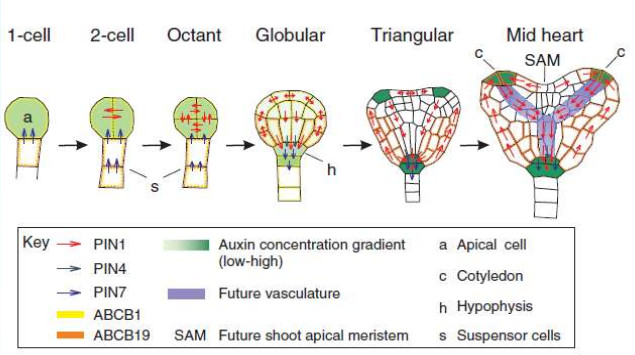 1-cell 2-cell Octant Globular Triangular Mid heart
c SAM c
a
s
h
Key PIN1 Auxin concentration gradient (low-high) a Apical cell
PIN4
PIN7 Future vasculature c Cotyledon
ABCB1 h Hypophysis
ABCB19 SAM Future shoot apical meristem s Suspensor cells